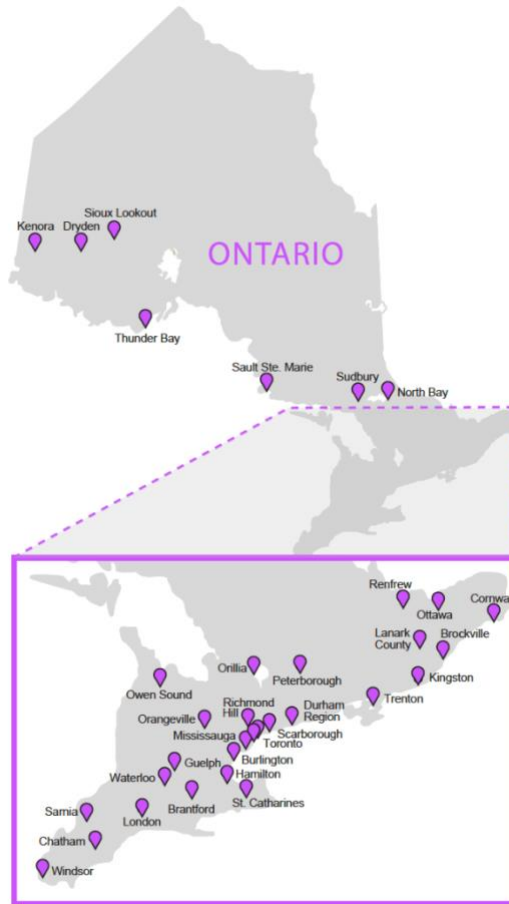 Sioux Lookout
Kenora
Dryden
ONTARIO
Thunder Bay
Sault Ste. Marie
Sudbury
North Bay
Renfrew
Ottawa
Cornwa
Lanark
County
Brockville
Kingston
Trenton
Orillia
Peterborough
Owen Sound
Richmond
Hill
Durham
Region
Orangeville
Scarborough
Mississauga
Toronto
Burlington
Guelph
Hamilton
Waterloo
St. Catharines
Brantford
London
Sarnia
Chatham
Windsor